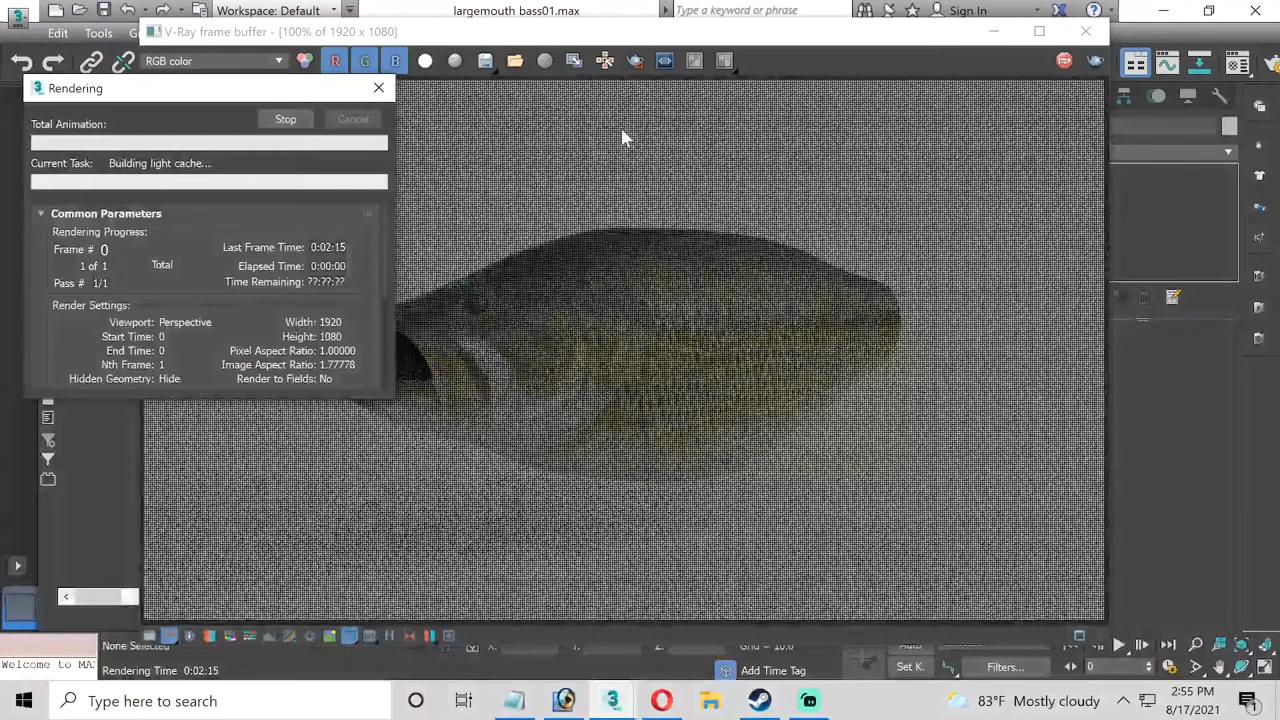 largemouth bass01.max
Type a keyword or phrase
Sign In
Edit
Tools
V-Ray frame buffer - [100% of 1920 x 1080]
RGB color
R
G
B
Rendering
Total Animation:
Stop
Cancel
Current Task: Building light cache...
Common Parameters
Rendering Progress:
Frame # 0
Last Frame Time: 0:02:15
1 of 1
Total
Elapsed Time: 0:00:00
Pass # 1/1
Time Remaining: ??:??:??
Render Settings:
Viewport: Perspective
Width: 1920
Start Time: 0
Height: 1080
End Time: 0
Pixel Aspect Ratio: 1.00000
Nth Frame: 1
Image Aspect Ratio: 1.77778
Hidden Geometry: Hide
Render to Fields: No
None Selected
X:
Y:
Z:
Grid = 10.0
Auto
Welcome to MA
Rendering Time 0:02:15
Add Time Tag
Set K.
Filters...
0
Type here to search
83°F Mostly cloudy
2:55 PM
8/17/2021